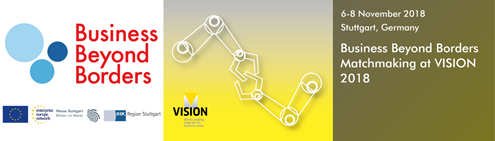 Business
Beyond
Borders
enterprise
europe
network
Messe Stuttgart
Mitten im Markt
IHK
Region Stuttgart
VISION
6-8 November 2018
Stuttgart, Germany
Business Beyond Borders
Matchmaking at VISION
2018